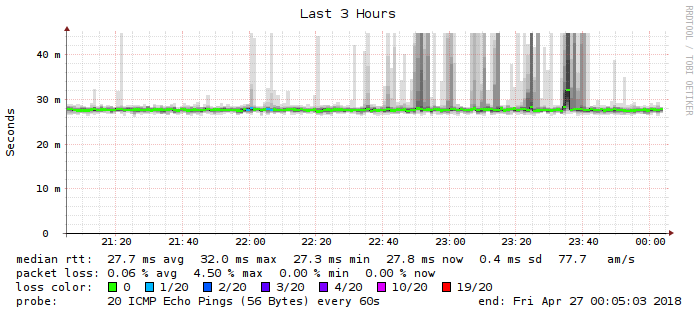 Last 3 Hours
RRDTOOL / TOBI OETIKER
Seconds
40 m
30 m
20 m
10 m
0
21:20 21:40 22:00 22:20 22:40 23:00 23:20 23:40 00:00
median rtt: 27.7 ms avg 32.0 ms max 27.3 ms min 27.8 ms now 0.4 ms sd 77.7 am/s
packet loss: 0.06 % avg 4.50 % max 0.00 % min 0.00 % now
loss color: 0 1/20 2/20 3/20 4/20 10/20 19/20
probe: 20 ICMP Echo Pings (56 Bytes) every 60s end: Fri Apr 27 00:05:03 2018